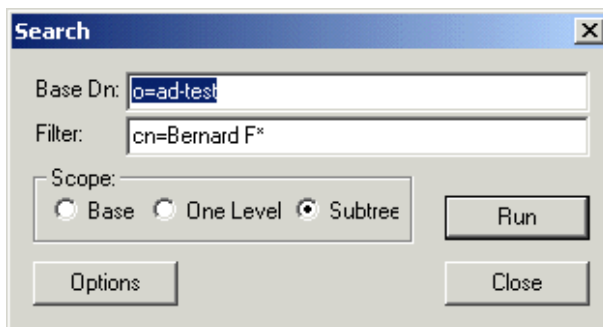 Search
Base Dn: o=ad-test
Filter: cn=Bernard F*
Scope:
Base One Level Subtree
Run
Options
Close